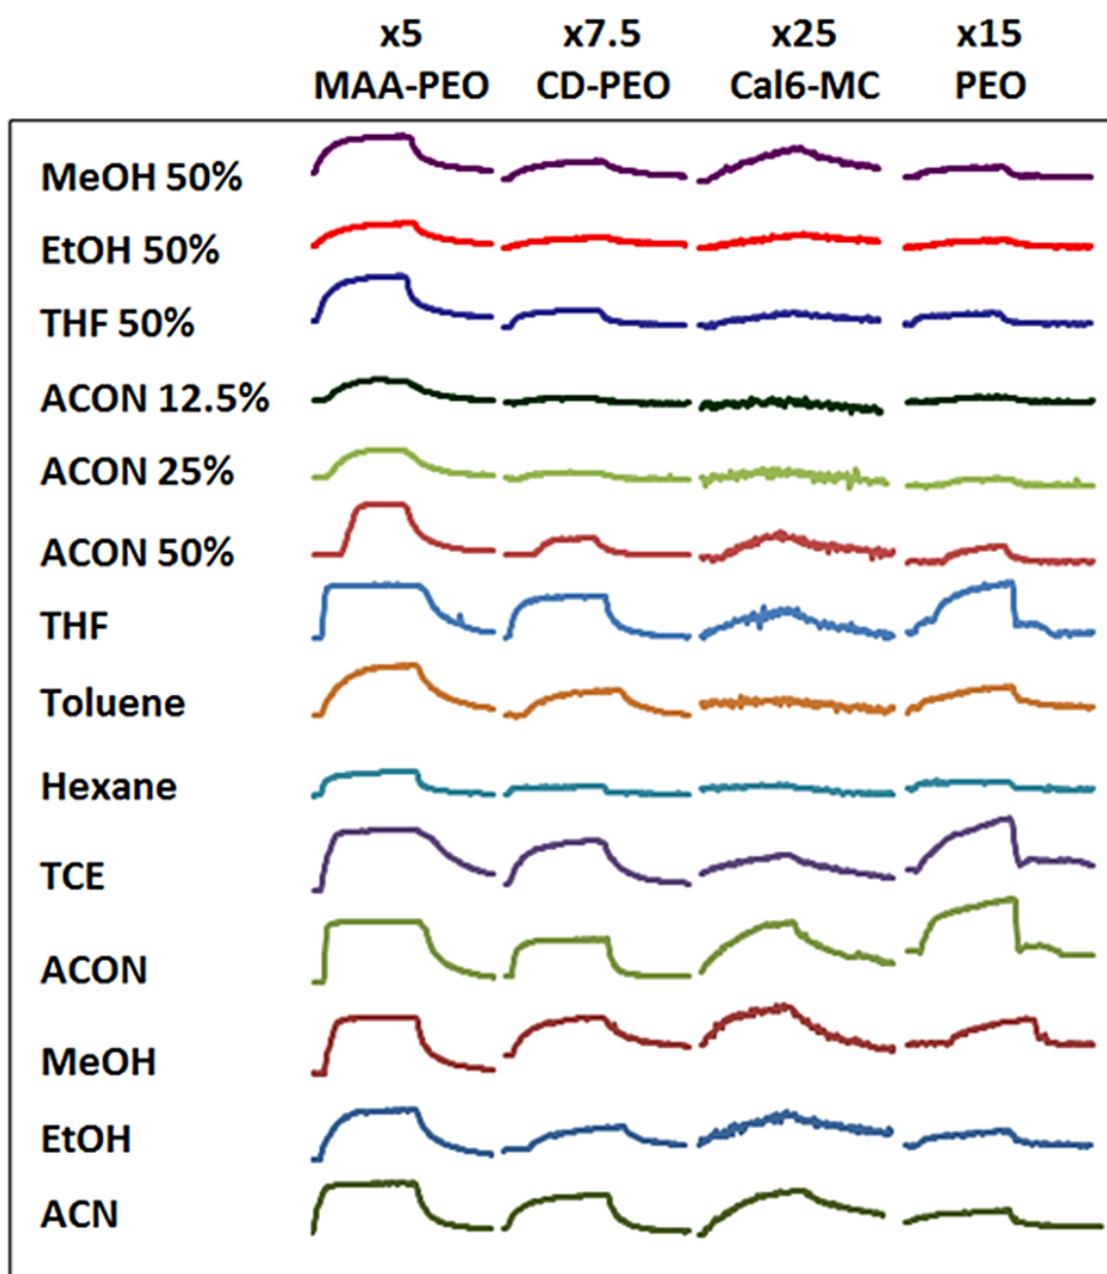 x5 x7.5 x25 x15
MAA-PEO CD-PEO Cal6-MC PEO
MeOH 50%
EtOH 50%
THF 50%
ACON 12.5%
ACON 25%
ACON 50%
THF
Toluene
Hexane
TCE
ACON
MeOH
EtOH
ACN